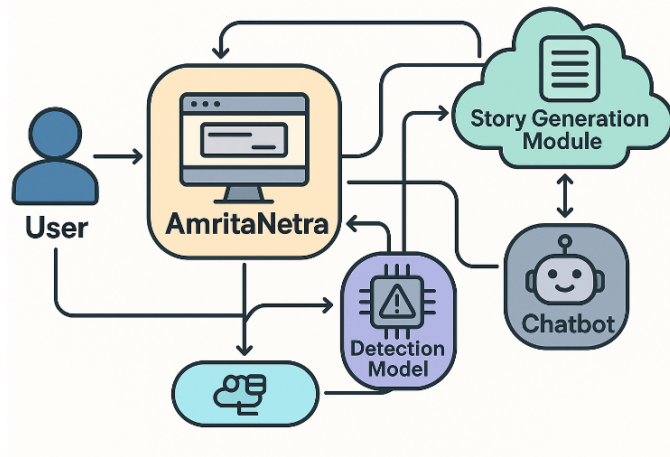 User
AmritaNetra
Story Generation
Module
Chatbot
Detection
Model